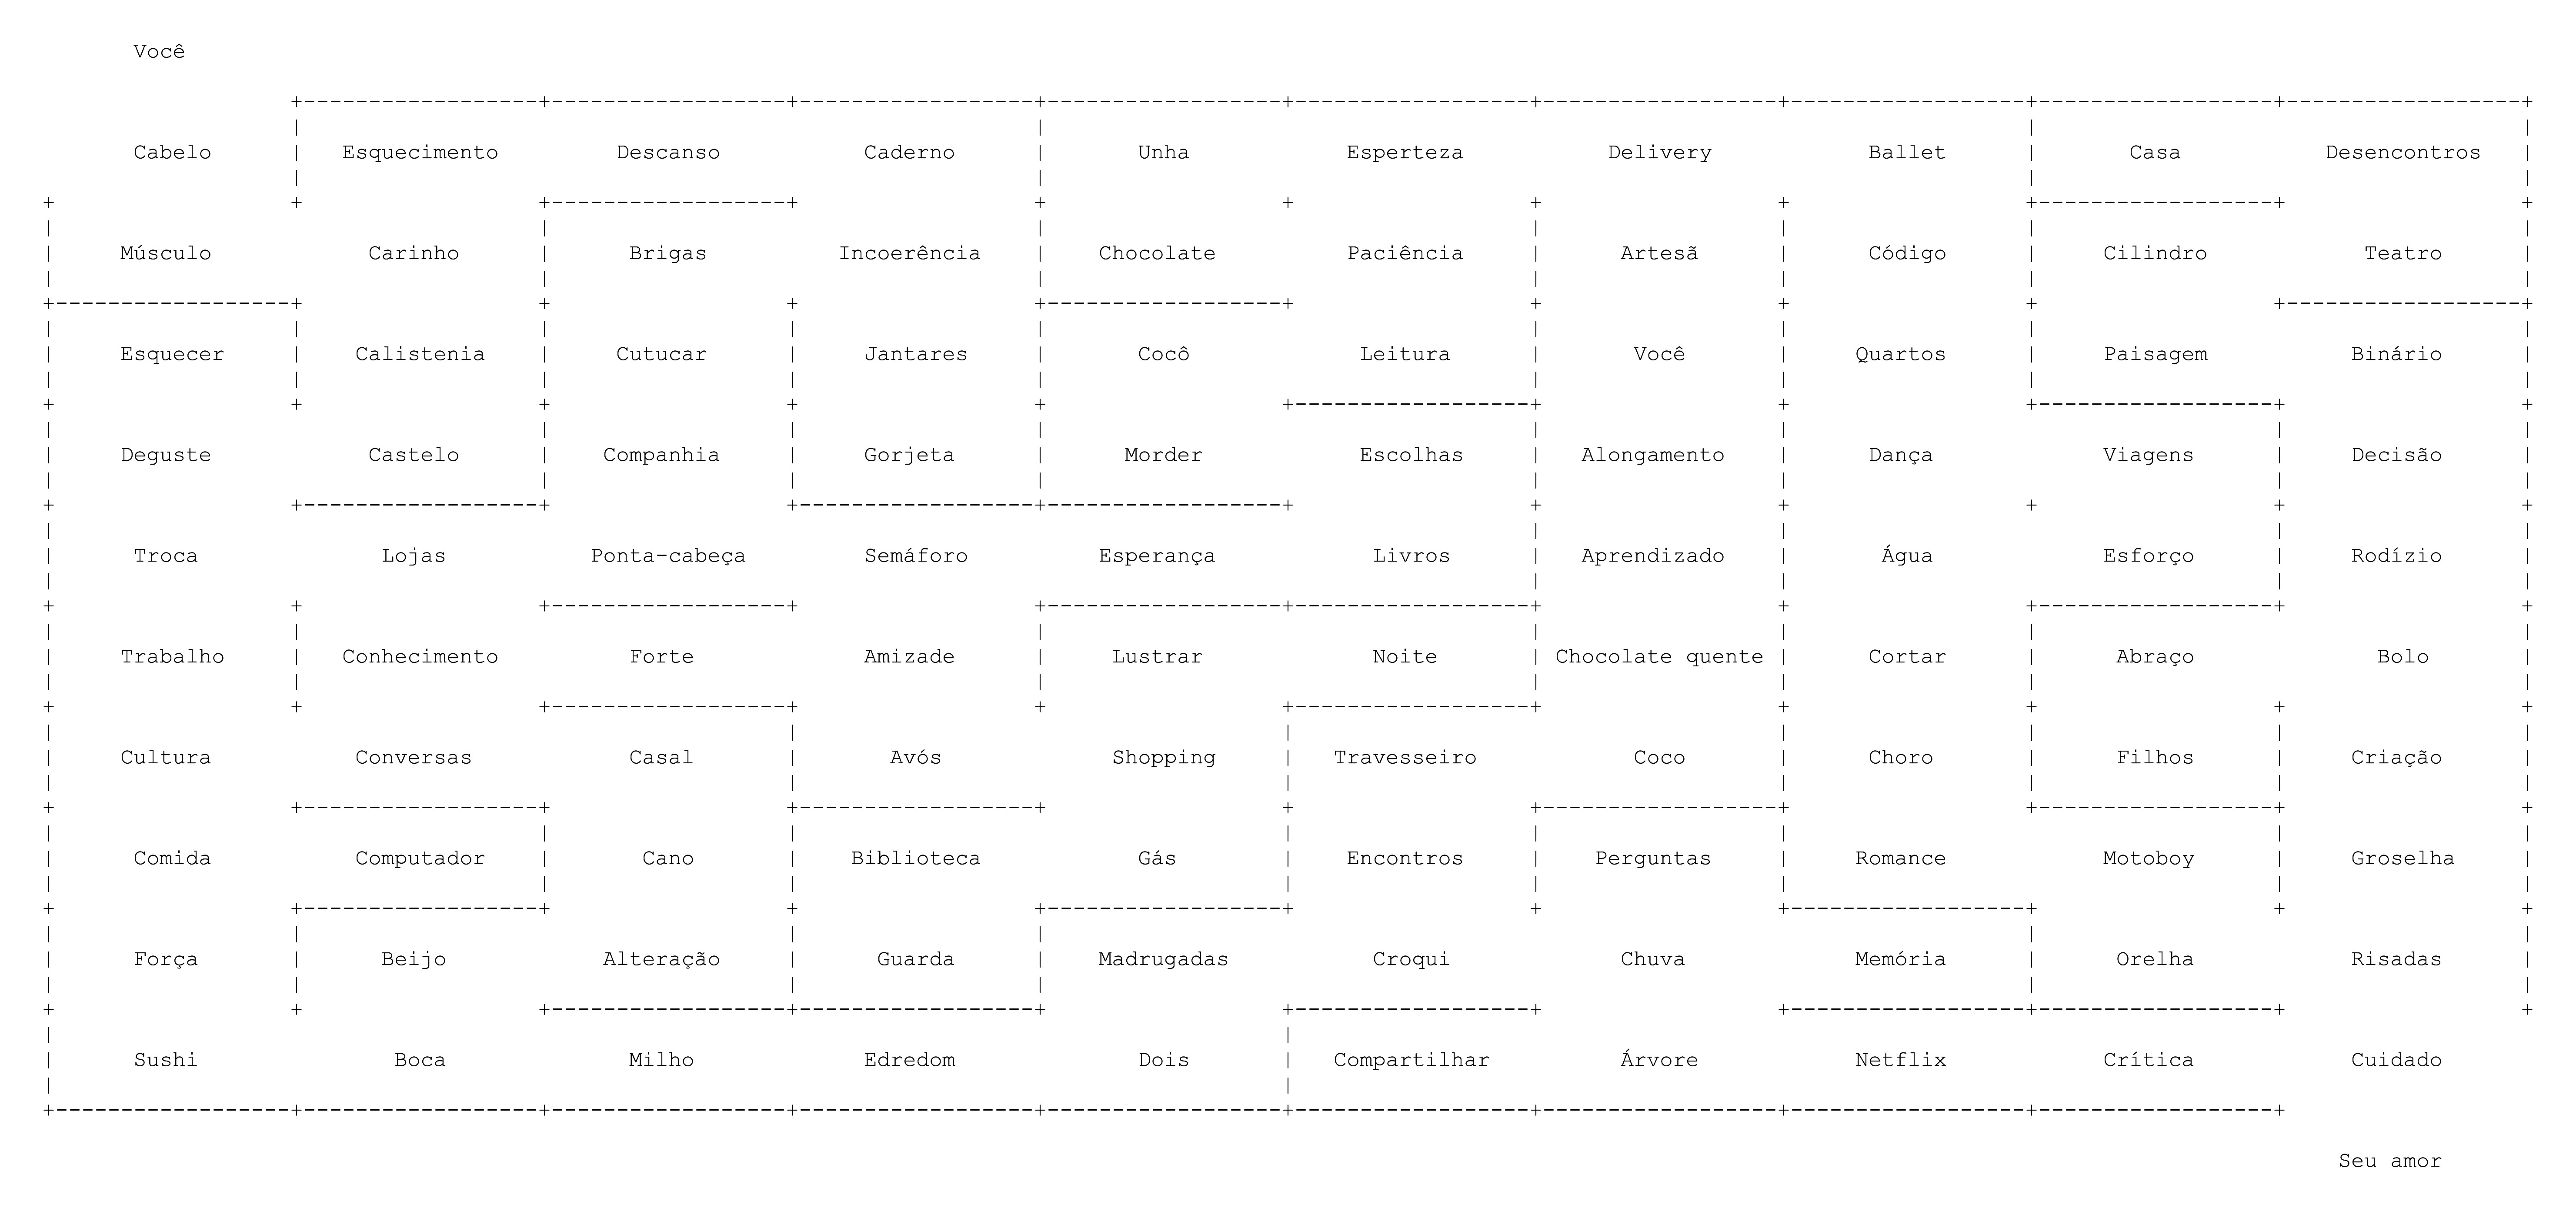 Você
Cabelo Esquecimento Descanso Caderno Unha Esperteza Delivery Ballet Casa Desencontros
Músculo Carinho Brigas Incoerência Chocolate Paciência Artesã Código Cilindro Teatro
Esquecer Calistenia Cutucar Jantares Cocô Leitura Você Quartos Paisagem Binário
Deguste Castelo Companhia Gorjeta Morder Escolhas Alongamento Dança Viagens Decisão
Troca Lojas Ponta-cabeça Semáforo Esperança Livros Aprendizado Água Esforço Rodízio
Trabalho Conhecimento Forte Amizade Lustrar Noite Chocolate quente Cortar Abraço Bolo
Cultura Conversas Casal Avós Shopping Travesseiro Coco Choro Filhos Criação
Comida Computador Cano Biblioteca Gás Encontros Perguntas Romance Motoboy Groselha
Força Beijo Alteração Guarda Madrugadas Croqui Chuva Memória Orelha Risadas
Sushi Boca Milho Edredom Dois Compartilhar Árvore Netflix Crítica Cuidado
Seu amor